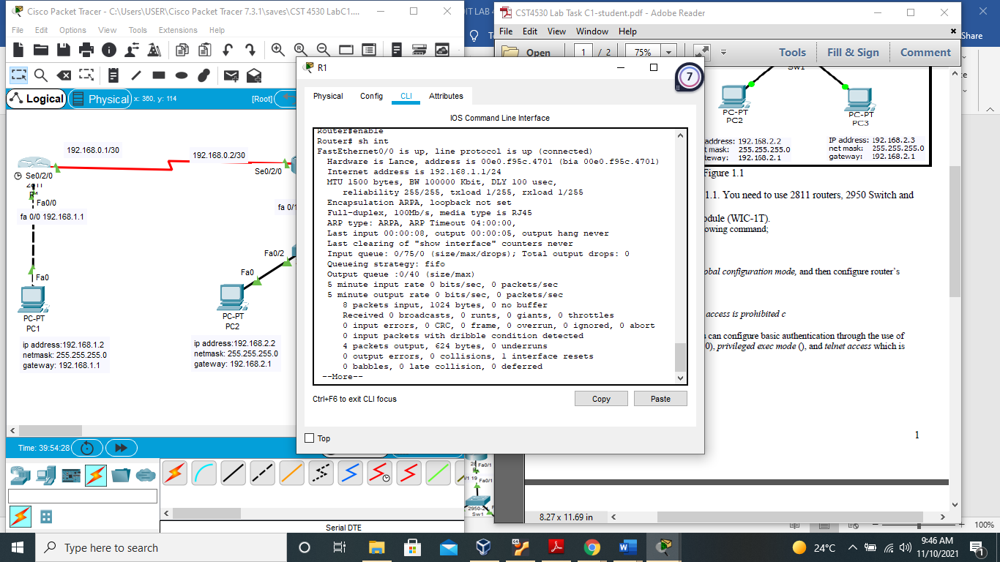 Cisco Packet Tracer - C:\Users\USER\Cisco Packet Tracer 7.3.1\saves\CST 4530 LabC1....
File Edit Options View Tools Extensions Help
Logical Physical x: 360, y: 114 [Root]
192.168.0.1/30
192.168.0.2/30
Se0/2/0
Se0/2/0
Fa0/0
fa 0/0 192.168.1.1
fa 0/1
Fa0/2
Fa0
Fa0
PC-PT
PC1
PC-PT
PC2
ip address:192.168.1.2
netmask: 255.255.255.0
gateway: 192.168.1.1
ip address:192.168.2.2
netmask: 255.255.255.0
gateway: 192.168.2.1
Time: 39:54:28
Serial DTE
R1
7
Physical Config CLI Attributes
IOS Command Line Interface
Router#enable
Router# sh int
FastEthernet0/0 is up, line protocol is up (connected)
Hardware is Lance, address is 00e0.f95c.4701 (bia 00e0.f95c.4701)
Internet address is 192.168.1.1/24
MTU 1500 bytes, BW 100000 Kbit, DLY 100 usec,
reliability 255/255, txload 1/255, rxload 1/255
Encapsulation ARPA, loopback not set
Full-duplex, 100Mb/s, media type is RJ45
ARP type: ARPA, ARP Timeout 04:00:00,
Last input 00:00:08, output 00:00:05, output hang never
Last clearing of "show interface" counters never
Input queue: 0/75/0 (size/max/drops); Total output drops: 0
Queueing strategy: fifo
Output queue :0/40 (size/max)
5 minute input rate 0 bits/sec, 0 packets/sec
5 minute output rate 0 bits/sec, 0 packets/sec
8 packets input, 1024 bytes, 0 no buffer
Received 0 broadcasts, 0 runts, 0 giants, 0 throttles
0 input errors, 0 CRC, 0 frame, 0 overrun, 0 ignored, 0 abort
0 input packets with dribble condition detected
4 packets output, 624 bytes, 0 underruns
0 output errors, 0 collisions, 1 interface resets
0 babbles, 0 late collision, 0 deferred
--More--
Ctrl+F6 to exit CLI focus
Copy Paste
Top
Fa0/1
Fa0/1
2950-24
Sw1
CST4530 Lab Task C1-student.pdf - Adobe Reader
File Edit View Window Help
Open 1 / 2 75% Tools Fill & Sign Comment
Share
Sw1
PC-PT
PC2
PC-PT
PC3
address: 192.168.2.2
mask: 255.255.255.0
192.168.2.1
IP address: 192.168.2.3
net mask: 255.255.255.0
gateway: 192.168.2.1
Figure 1.1
1.1. You need to use 2811 routers, 2950 Switch and
module (WIC-1T).
owing command;
obal configuration mode, and then configure router's
access is prohibited c
can configure basic authentication through the use of
0), privileged exec mode (), and telnet access which is
1
8.27 x 11.69 in
100%
Type here to search
24°C
9:46 AM
11/10/2021
1